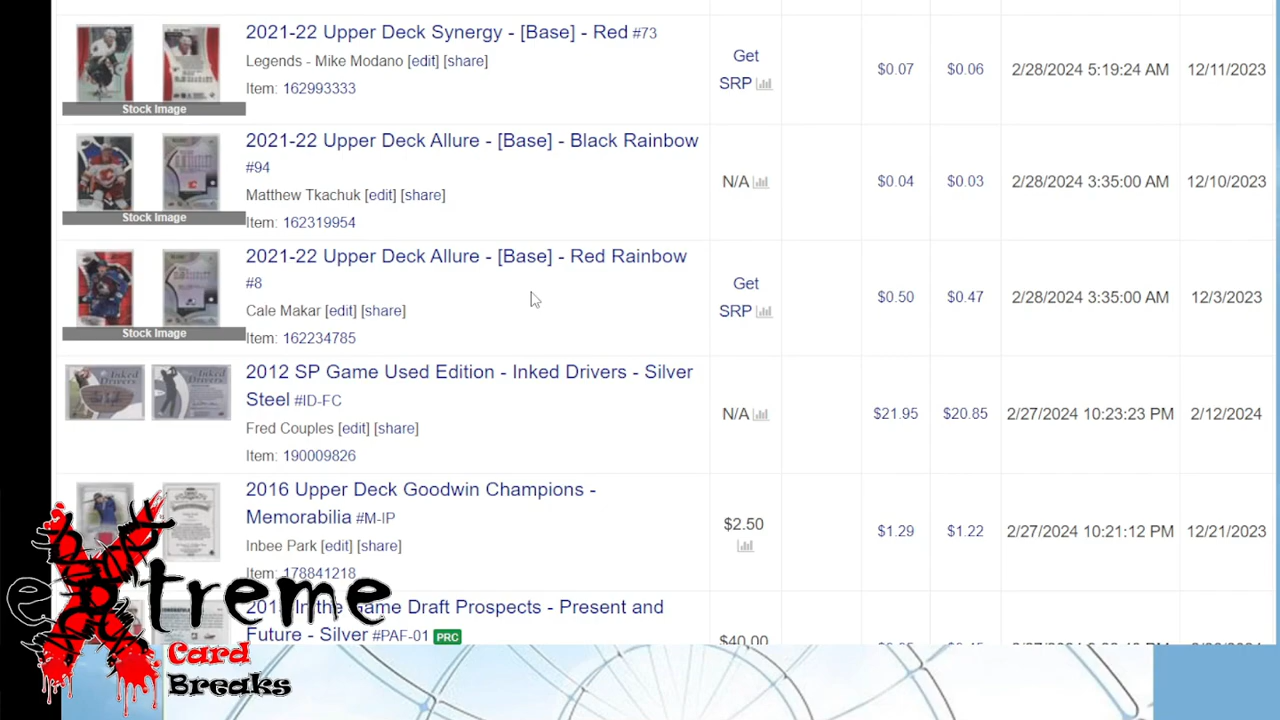 2021-22 Upper Deck Synergy - [Base] - Red #73
Legends - Mike Modano [edit] [share]
Item: 162993333
Stock Image
Get
SRP
$0.07
$0.06
2/28/2024 5:19:24 AM
12/11/2023
2021-22 Upper Deck Allure - [Base] - Black Rainbow
#94
Matthew Tkachuk [edit] [share]
Item: 162319954
Stock Image
N/A
$0.04
$0.03
2/28/2024 3:35:00 AM
12/10/2023
2021-22 Upper Deck Allure - [Base] - Red Rainbow
#8
Cale Makar [edit] [share]
Item: 162234785
Stock Image
Get
SRP
$0.50
$0.47
2/28/2024 3:35:00 AM
12/3/2023
2012 SP Game Used Edition - Inked Drivers - Silver
Steel #ID-FC
Fred Couples [edit] [share]
Item: 190009826
Inked
Drivers
Inked
Drivers
N/A
$21.95
$20.85
2/27/2024 10:23:23 PM
2/12/2024
2016 Upper Deck Goodwin Champions -
Memorabilia #M-IP
Inbee Park [edit] [share]
Item: 178841218
$2.50
$1.29
$1.22
2/27/2024 10:21:12 PM
12/21/2023
In the Game Draft Prospects - Present and
Future - Silver #PAF-01 PRC
$40.00
eXtreme
Card
Breaks